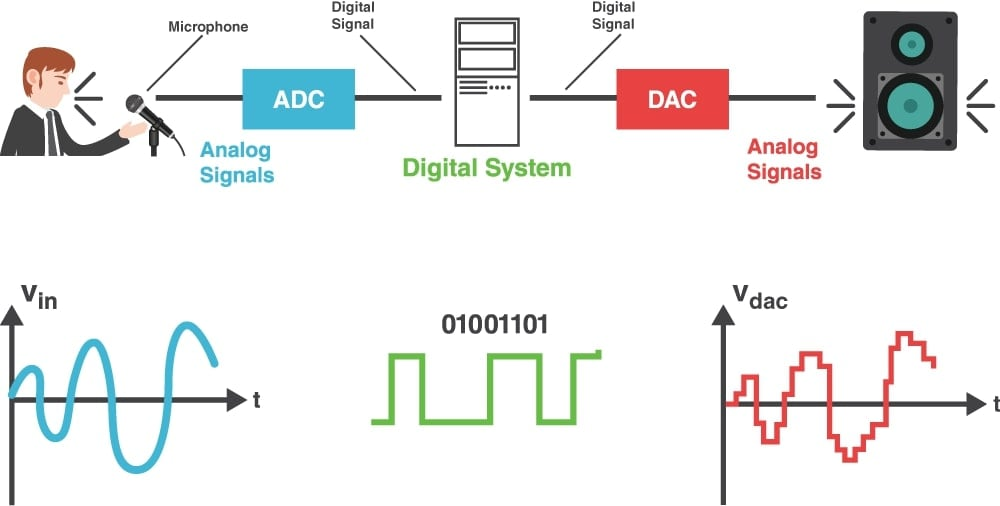 Microphone
Digital
Signal
Digital
Signal
ADC
DAC
Analog
Signals
Digital System
Analog
Signals
Vin
t
01001101
Vdac
t